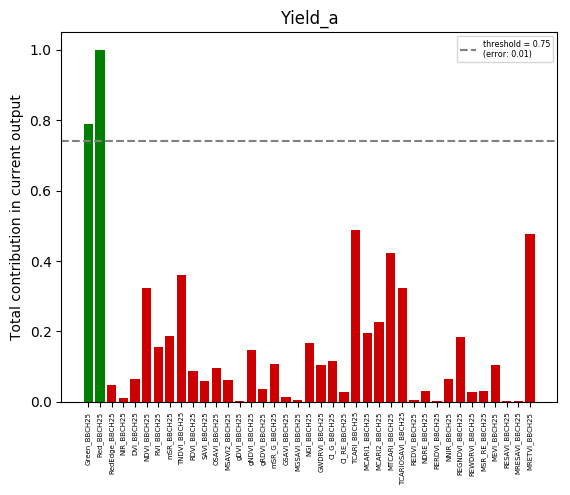 Yield_a
Total contribution in current output
1.0
0.8
0.6
0.4
0.2
0.0
threshold = 0.75
(error: 0.01)
Green_BBCH25
Red_BBCH25
RedEdge_BBCH25
NIR_BBCH25
DVI_BBCH25
NDVI_BBCH25
RVI_BBCH25
mSR_BBCH25
TNDVI_BBCH25
RDVI_BBCH25
SAVI_BBCH25
OSAVI_BBCH25
MSAVI2_BBCH25
gDVI_BBCH25
gNDVI_BBCH25
gRDVI_BBCH25
mSR_G_BBCH25
GSAVI_BBCH25
MGSAVI_BBCH25
NGI_BBCH25
GWDRVI_BBCH25
CI_G_BBCH25
CI_RE_BBCH25
TCARI_BBCH25
MCARI1_BBCH25
MCARI2_BBCH25
MTCARI_BBCH25
TCARIOSAVI_BBCH25
REDVI_BBCH25
NDRE_BBCH25
RERDVI_BBCH25
NNIR_BBCH25
REGNDVI_BBCH25
REWDRVI_BBCH25
MSR_RE_BBCH25
MEVI_BBCH25
RESAVI_BBCH25
MRESAVI_BBCH25
MRETVI_BBCH25